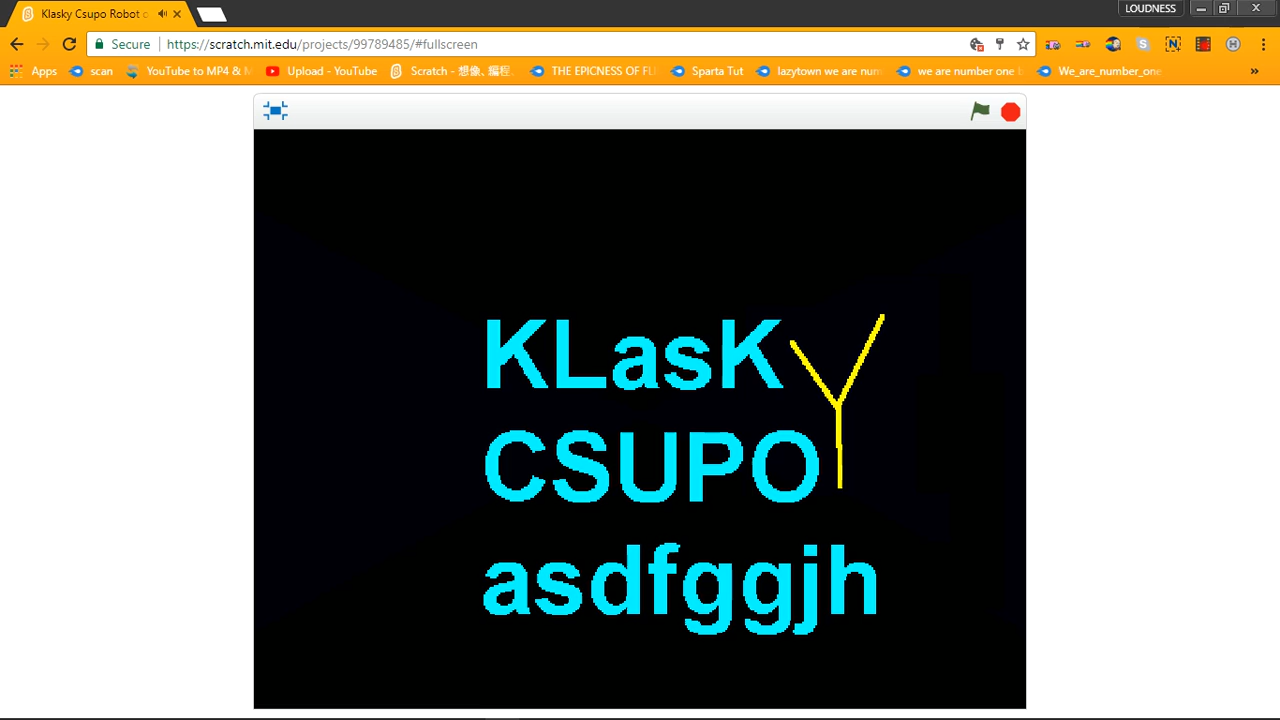 Klasky Csupo Robot
LOUDNESS
Secure
https://scratch.mit.edu/projects/99789485/#fullscreen
Apps
scan
YouTube to MP4 & M
Upload - YouTube
Scratch - 想像、編程、
THE EPICNESS OF FL
Sparta Tut
lazytown we are num
we are number one
We_are_number_one
KLasKY
CSUPO
asdfggjh